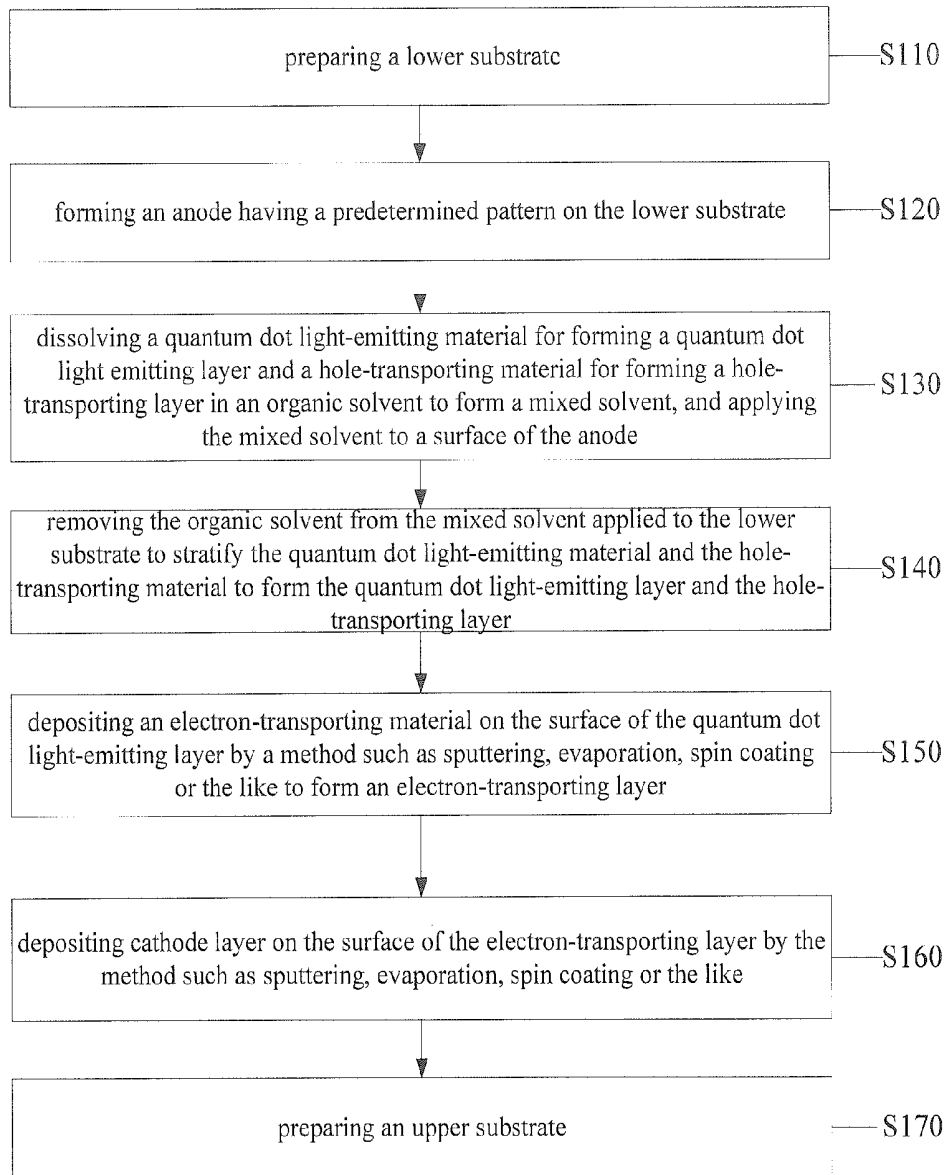 preparing a lower substrate
S110
forming an anode having a predetermined pattern on the lower substrate
S120
dissolving a quantum dot light-emitting material for forming a quantum dot
light emitting layer and a hole-transporting material for forming a hole-
transporting layer in an organic solvent to form a mixed solvent, and applying
the mixed solvent to a surface of the anode
S130
removing the organic solvent from the mixed solvent applied to the lower
substrate to stratify the quantum dot light-emitting material and the hole-
transporting material to form the quantum dot light-emitting layer and the hole-
transporting layer
S140
depositing an electron-transporting material on the surface of the quantum dot
light-emitting layer by a method such as sputtering, evaporation, spin coating
or the like to form an electron-transporting layer
S150
depositing cathode layer on the surface of the electron-transporting layer by the
method such as sputtering, evaporation, spin coating or the like
S160
preparing an upper substrate
S170